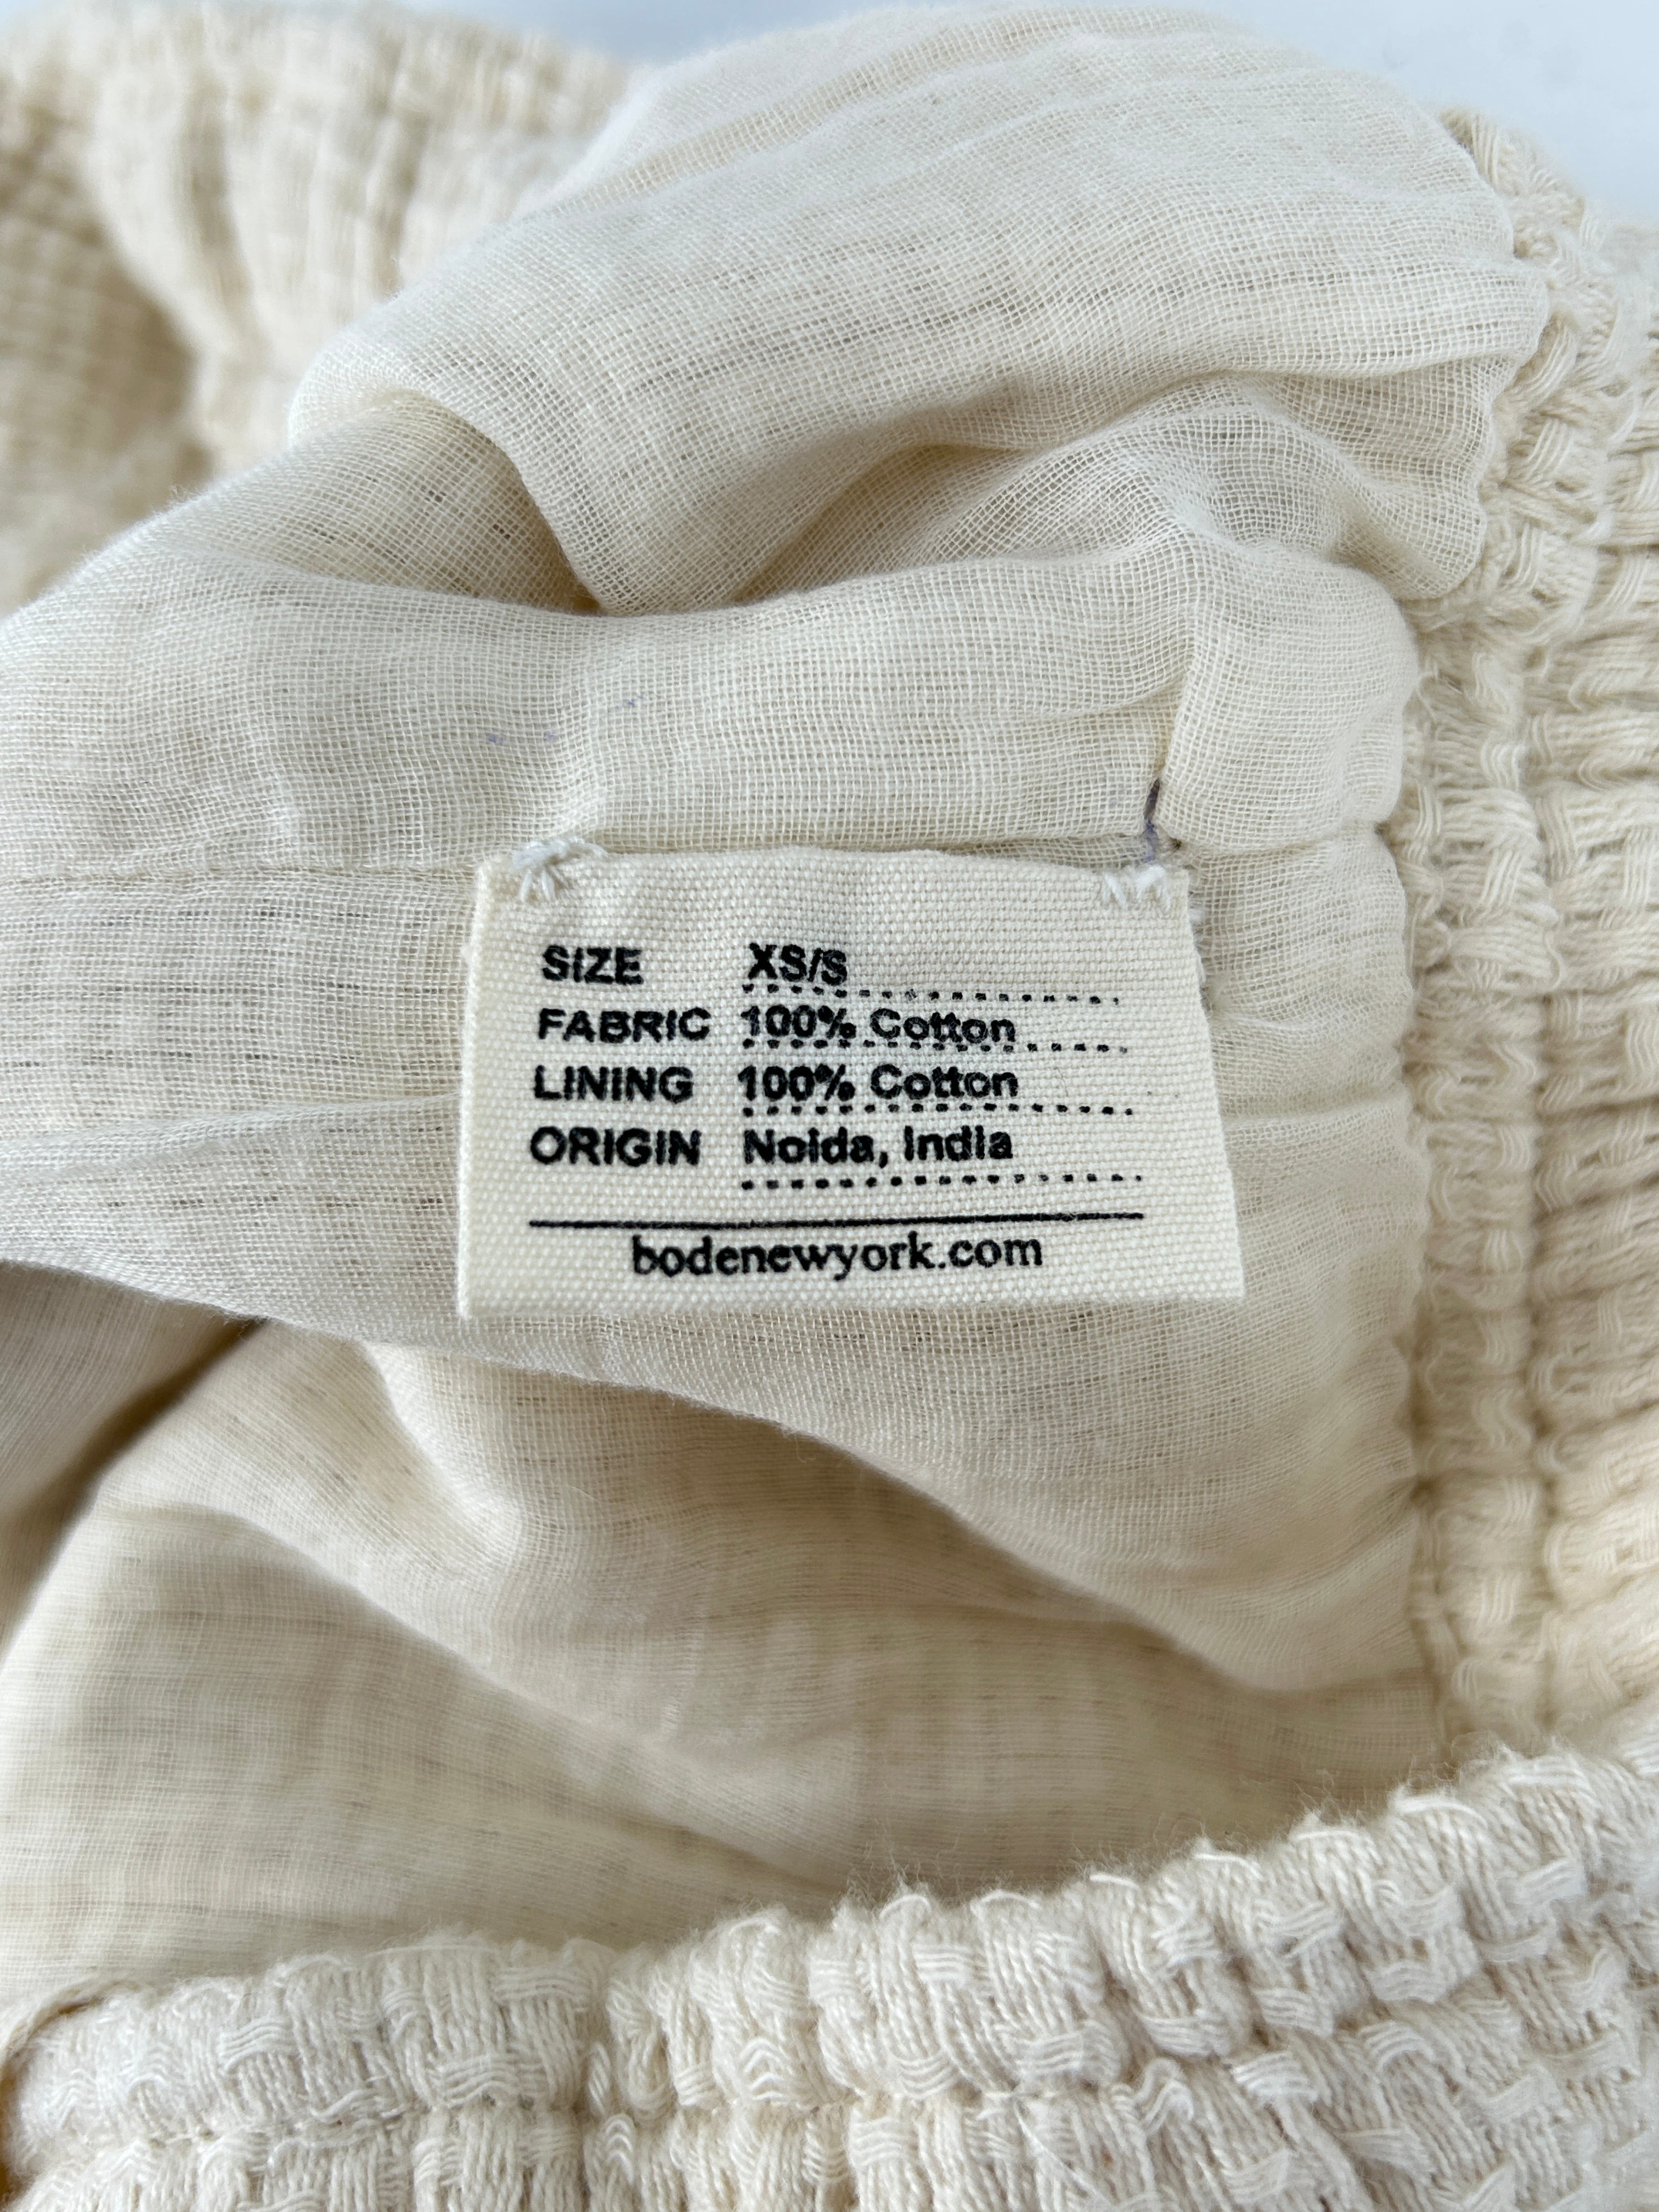 SIZE XS/S
FABRIC 100% Cotton
LINING 100% Cotton
ORIGIN Noida, India
bodenewyork.com